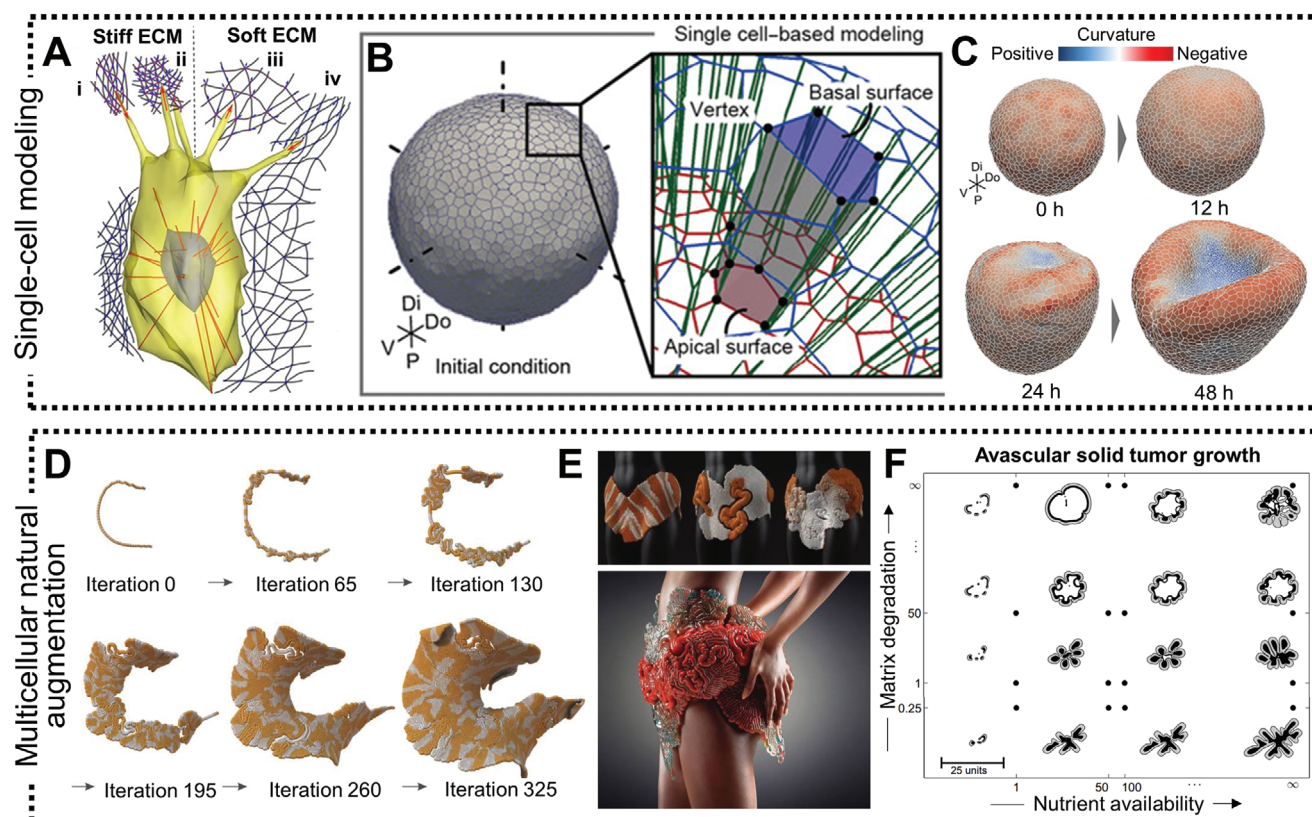 Single-cell modeling
A
Stiff ECM
Soft ECM
i
ii
iii
iv
B
Single cell–based modeling
Vertex
Basal surface
Apical surface
Di
Do
V
P
Initial condition
C
Curvature
Positive
Negative
Di
Do
V
P
0 h
12 h
24 h
48 h
Multicellular natural
augmentation
D
Iteration 0
Iteration 65
Iteration 130
Iteration 195
Iteration 260
Iteration 325
E
F
Avascular solid tumor growth
Matrix degradation
∞
50
1
0.25
25 units
1
50
100
...
∞
Nutrient availability